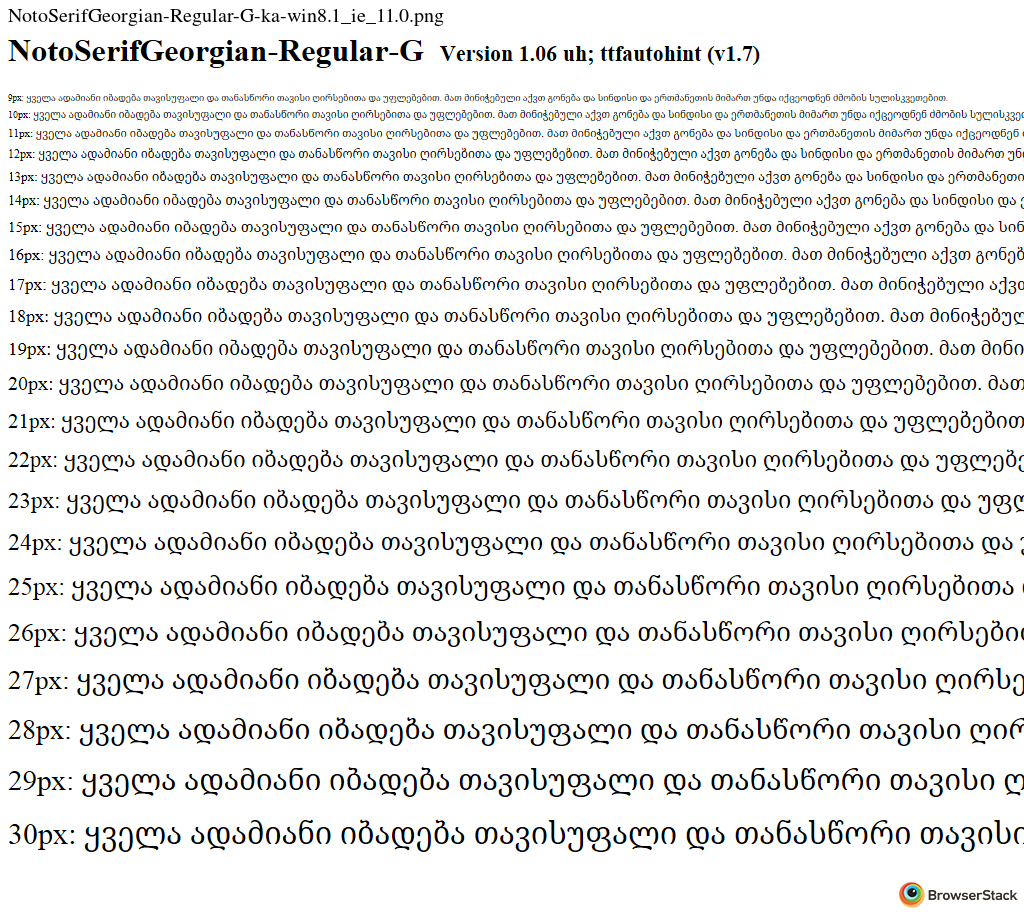 NotoSerifGeorgian-Regular-G-ka-win8.1_ie_11.0.png
NotoSerifGeorgian-Regular-G Version 1.06 uh; ttfautohint (v1.7)
9px: ყველა ადამიანი იბადება თავისუფალი და თანასწორი თავისი ღირსებითა და უფლებებით. მათ მინიჭებული აქვთ გონება და სინდისი და ერთმანეთის მიმართ უნდა იქცეოდნენ ძმობის სულისკვეთებით.
10px: ყველა ადამიანი იბადება თავისუფალი და თანასწორი თავისი ღირსებითა და უფლებებით. მათ მინიჭებული აქვთ გონება და სინდისი და ერთმანეთის მიმართ უნდა იქცეოდნენ ძმობის სულისკვე
11px: ყველა ადამიანი იბადება თავისუფალი და თანასწორი თავისი ღირსებითა და უფლებებით. მათ მინიჭებული აქვთ გონება და სინდისი და ერთმანეთის მიმართ უნდა იქცეოდნენ
12px: ყველა ადამიანი იბადება თავისუფალი და თანასწორი თავისი ღირსებითა და უფლებებით. მათ მინიჭებული აქვთ გონება და სინდისი და ერთმანეთის მიმართ უნ
13px: ყველა ადამიანი იბადება თავისუფალი და თანასწორი თავისი ღირსებითა და უფლებებით. მათ მინიჭებული აქვთ გონება და სინდისი და ერთმანეთი
14px: ყველა ადამიანი იბადება თავისუფალი და თანასწორი თავისი ღირსებითა და უფლებებით. მათ მინიჭებული აქვთ გონება და სინდისი და ე
15px: ყველა ადამიანი იბადება თავისუფალი და თანასწორი თავისი ღირსებითა და უფლებებით. მათ მინიჭებული აქვთ გონება და სინ
16px: ყველა ადამიანი იბადება თავისუფალი და თანასწორი თავისი ღირსებითა და უფლებებით. მათ მინიჭებული აქვთ გონებ
17px: ყველა ადამიანი იბადება თავისუფალი და თანასწორი თავისი ღირსებითა და უფლებებით. მათ მინიჭებული აქვთ
18px: ყველა ადამიანი იბადება თავისუფალი და თანასწორი თავისი ღირსებითა და უფლებებით. მათ მინიჭებულ
19px: ყველა ადამიანი იბადება თავისუფალი და თანასწორი თავისი ღირსებითა და უფლებებით. მათ მინი
20px: ყველა ადამიანი იბადება თავისუფალი და თანასწორი თავისი ღირსებითა და უფლებებით. მათ
21px: ყველა ადამიანი იბადება თავისუფალი და თანასწორი თავისი ღირსებითა და უფლებებით
22px: ყველა ადამიანი იბადება თავისუფალი და თანასწორი თავისი ღირსებითა და უფლებე
23px: ყველა ადამიანი იბადება თავისუფალი და თანასწორი თავისი ღირსებითა და უფლ
24px: ყველა ადამიანი იბადება თავისუფალი და თანასწორი თავისი ღირსებითა და
25px: ყველა ადამიანი იბადება თავისუფალი და თანასწორი თავისი ღირსებითა
26px: ყველა ადამიანი იბადება თავისუფალი და თანასწორი თავისი ღირსები
27px: ყველა ადამიანი იბადება თავისუფალი და თანასწორი თავისი ღირსე
28px: ყველა ადამიანი იბადება თავისუფალი და თანასწორი თავისი ღირ
29px: ყველა ადამიანი იბადება თავისუფალი და თანასწორი თავისი ღ
30px: ყველა ადამიანი იბადება თავისუფალი და თანასწორი თავისი
BrowserStack